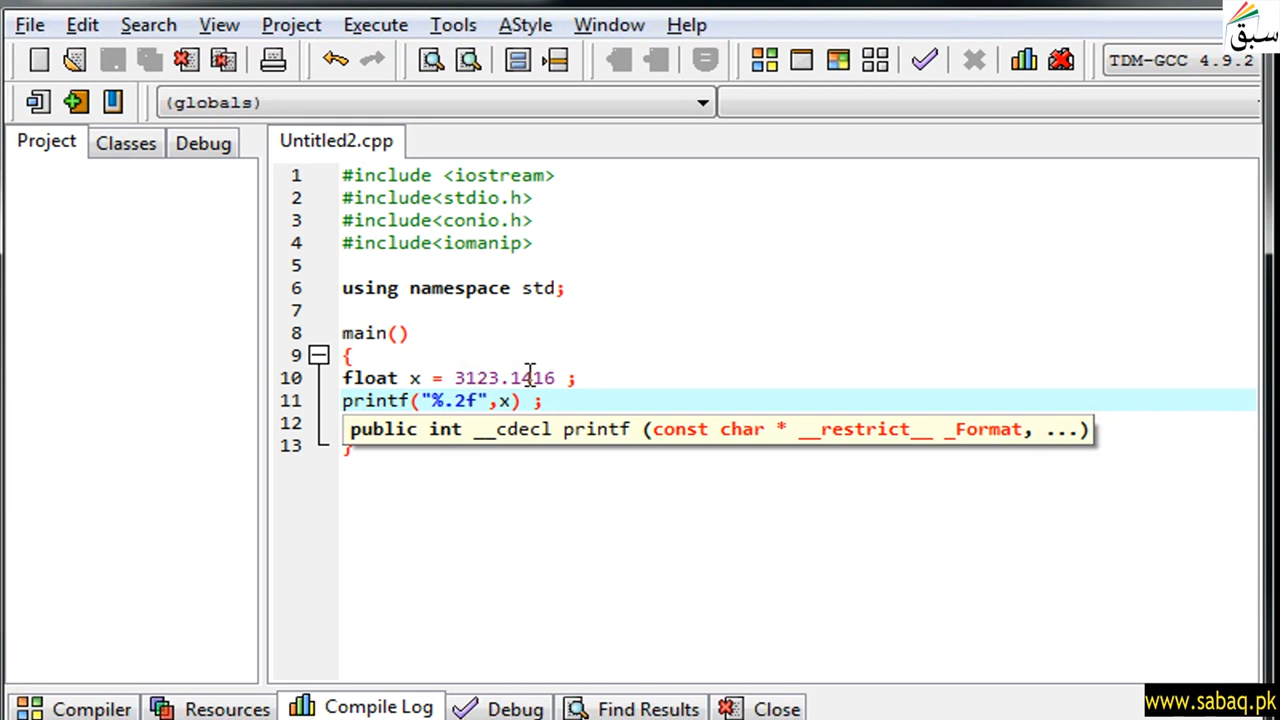 File Edit Search View Project Execute Tools AStyle Window Help
سبق
TDM-GCC 4.9.2
(globals)
Project Classes Debug
Untitled2.cpp
1 #include <iostream>
2 #include<stdio.h>
3 #include<conio.h>
4 #include<iomanip>
5
6 using namespace std;
7
8 main()
9 {
10 float x = 3123.1416 ;
11 printf("%.2f",x) ;
12 public int __cdecl printf (const char * __restrict__ _Format, ...)
13 }
Compiler Resources Compile Log Debug Find Results Close
www.sabaq.pk